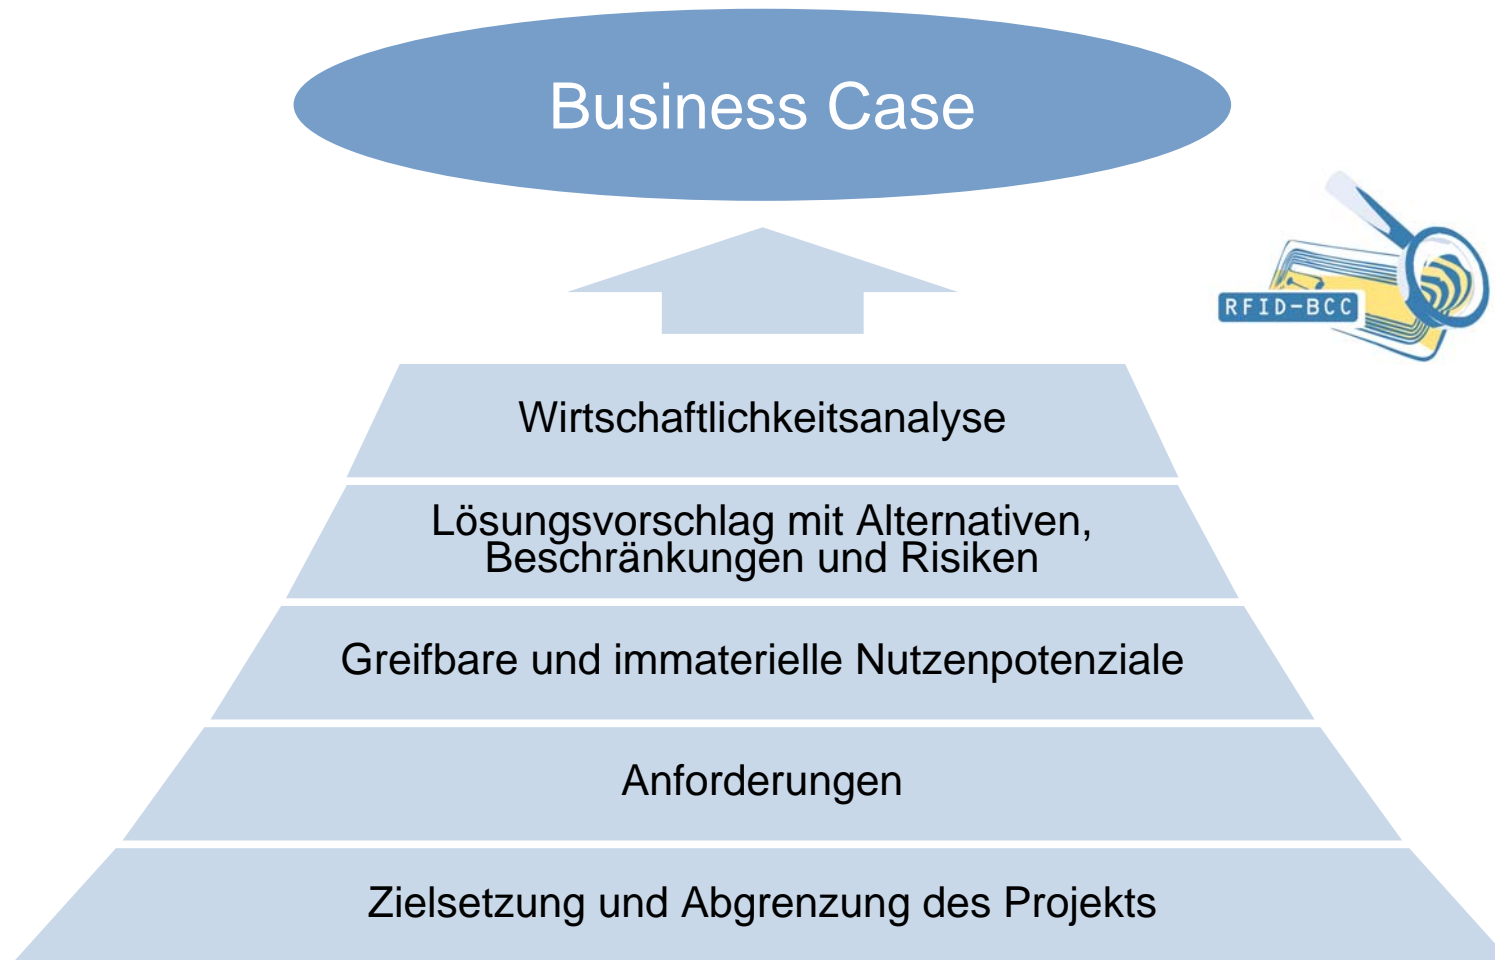 Business Case
RFID-BCC
Wirtschaftlichkeitsanalyse
Lösungsvorschlag mit Alternativen,
Beschränkungen und Risiken
Greifbare und immaterielle Nutzenpotenziale
Anforderungen
Zielsetzung und Abgrenzung des Projekts